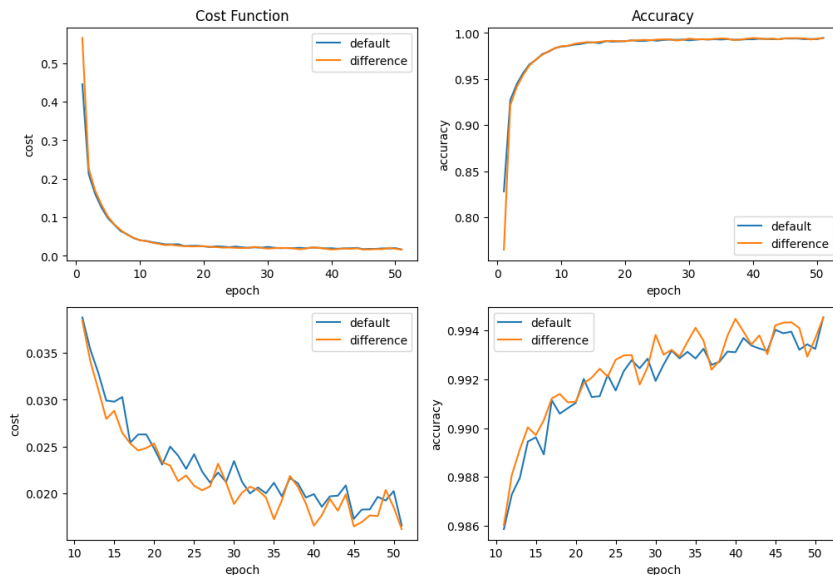 Cost Function
0.5
0.4
0.3
0.2
0.1
0.0
cost
0
10
20
30
40
50
epoch
default
difference
Accuracy
1.00
0.95
0.90
0.85
0.80
accuracy
0
10
20
30
40
50
epoch
default
difference
0.035
0.030
0.025
0.020
cost
10
15
20
25
30
35
40
45
50
epoch
default
difference
0.994
0.992
0.990
0.988
0.986
accuracy
10
15
20
25
30
35
40
45
50
epoch
default
difference